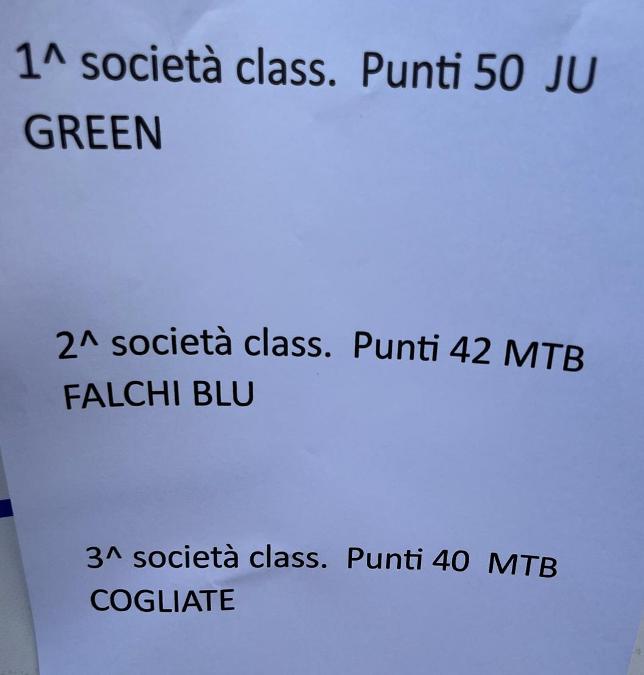 1^ società class. Punti 50 JU
GREEN
2^ società class. Punti 42 MTB
FALCHI BLU
3^ società class. Punti 40 MTB
COGLIATE